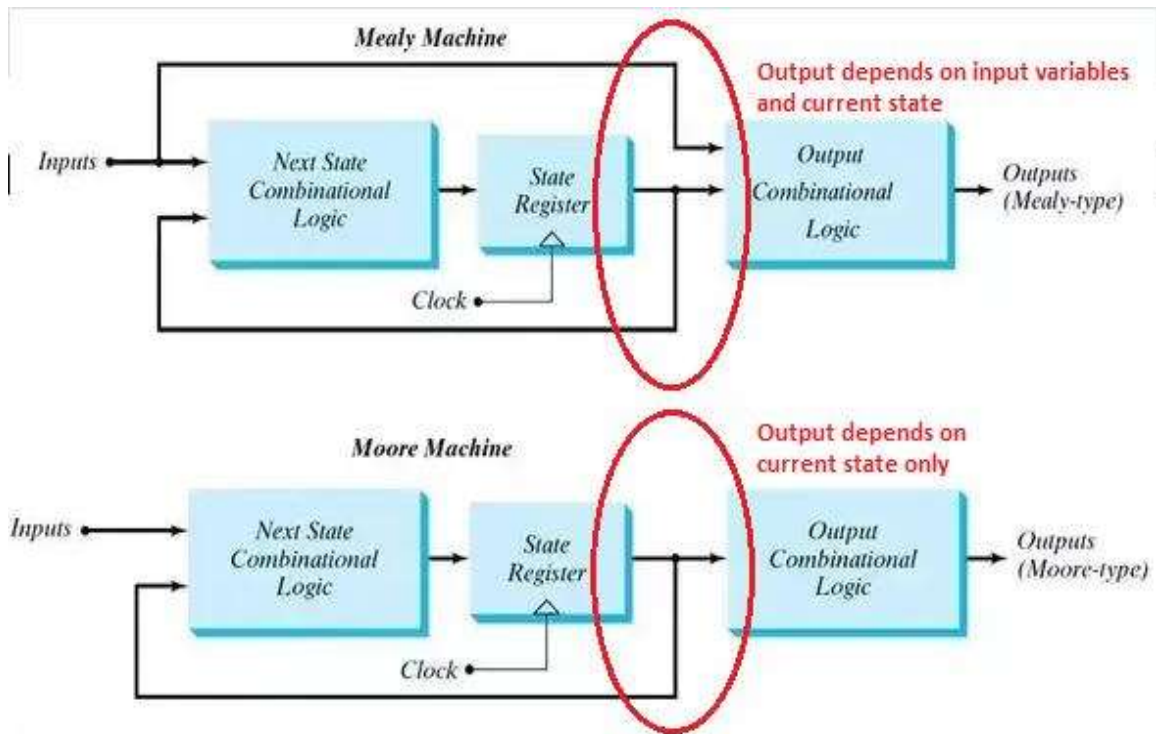 Mealy Machine
Output depends on input variables
and current state
Inputs
Next State
Combinational
Logic
State
Register
Output
Combinational
Logic
Outputs
(Mealy-type)
Clock
Moore Machine
Output depends on
current state only
Inputs
Next State
Combinational
Logic
State
Register
Output
Combinational
Logic
Outputs
(Moore-type)
Clock